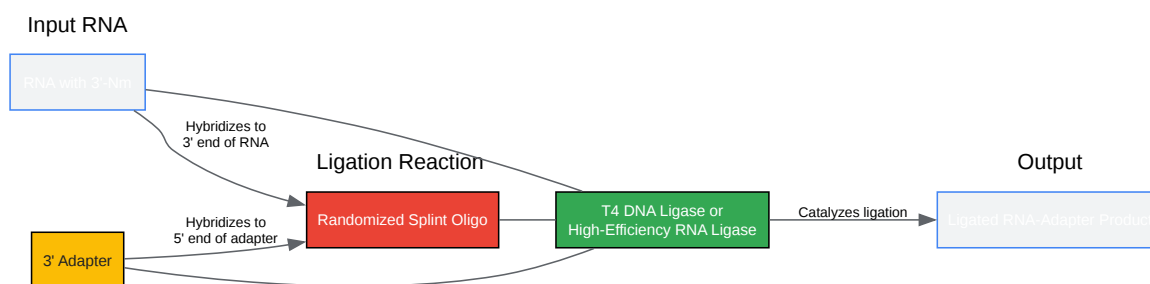 Input RNA
RNA with 3'-Nm
Hybridizes to
3' end of RNA
Ligation Reaction
Output
Randomized Splint Oligo
T4 DNA Ligase or
High-Efficiency RNA Ligase
Catalyzes ligation
Ligated RNA-Adapter Product
Hybridizes to
5' end of adapter
3' Adapter